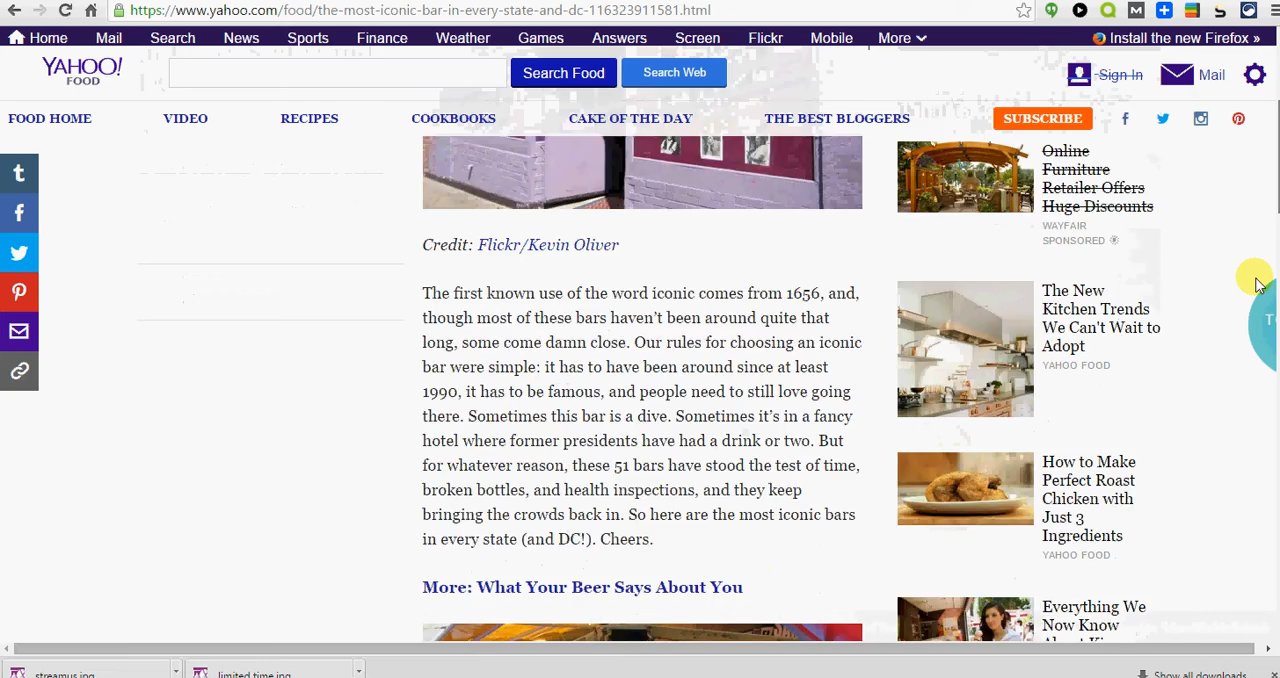 https://www.yahoo.com/food/the-most-iconic-bar-in-every-state-and-dc-116323911581.html
Home Mail Search News Sports Finance Weather Games Answers Screen Flickr Mobile More Install the new Firefox »
YAHOO!
FOOD
Search Food Search Web Sign In Mail
FOOD HOME VIDEO RECIPES COOKBOOKS CAKE OF THE DAY THE BEST BLOGGERS SUBSCRIBE
Credit: Flickr/Kevin Oliver
The first known use of the word iconic comes from 1656, and,
though most of these bars haven't been around quite that
long, some come damn close. Our rules for choosing an iconic
bar were simple: it has to have been around since at least
1990, it has to be famous, and people need to still love going
there. Sometimes this bar is a dive. Sometimes it's in a fancy
hotel where former presidents have had a drink or two. But
for whatever reason, these 51 bars have stood the test of time,
broken bottles, and health inspections, and they keep
bringing the crowds back in. So here are the most iconic bars
in every state (and DC!). Cheers.
More: What Your Beer Says About You
Online
Furniture
Retailer Offers
Huge Discounts
WAYFAIR
SPONSORED
The New
Kitchen Trends
We Can't Wait to
Adopt
YAHOO FOOD
How to Make
Perfect Roast
Chicken with
Just 3
Ingredients
YAHOO FOOD
Everything We
Now Know
streamus.jpg limited time.jpg Show all downloads